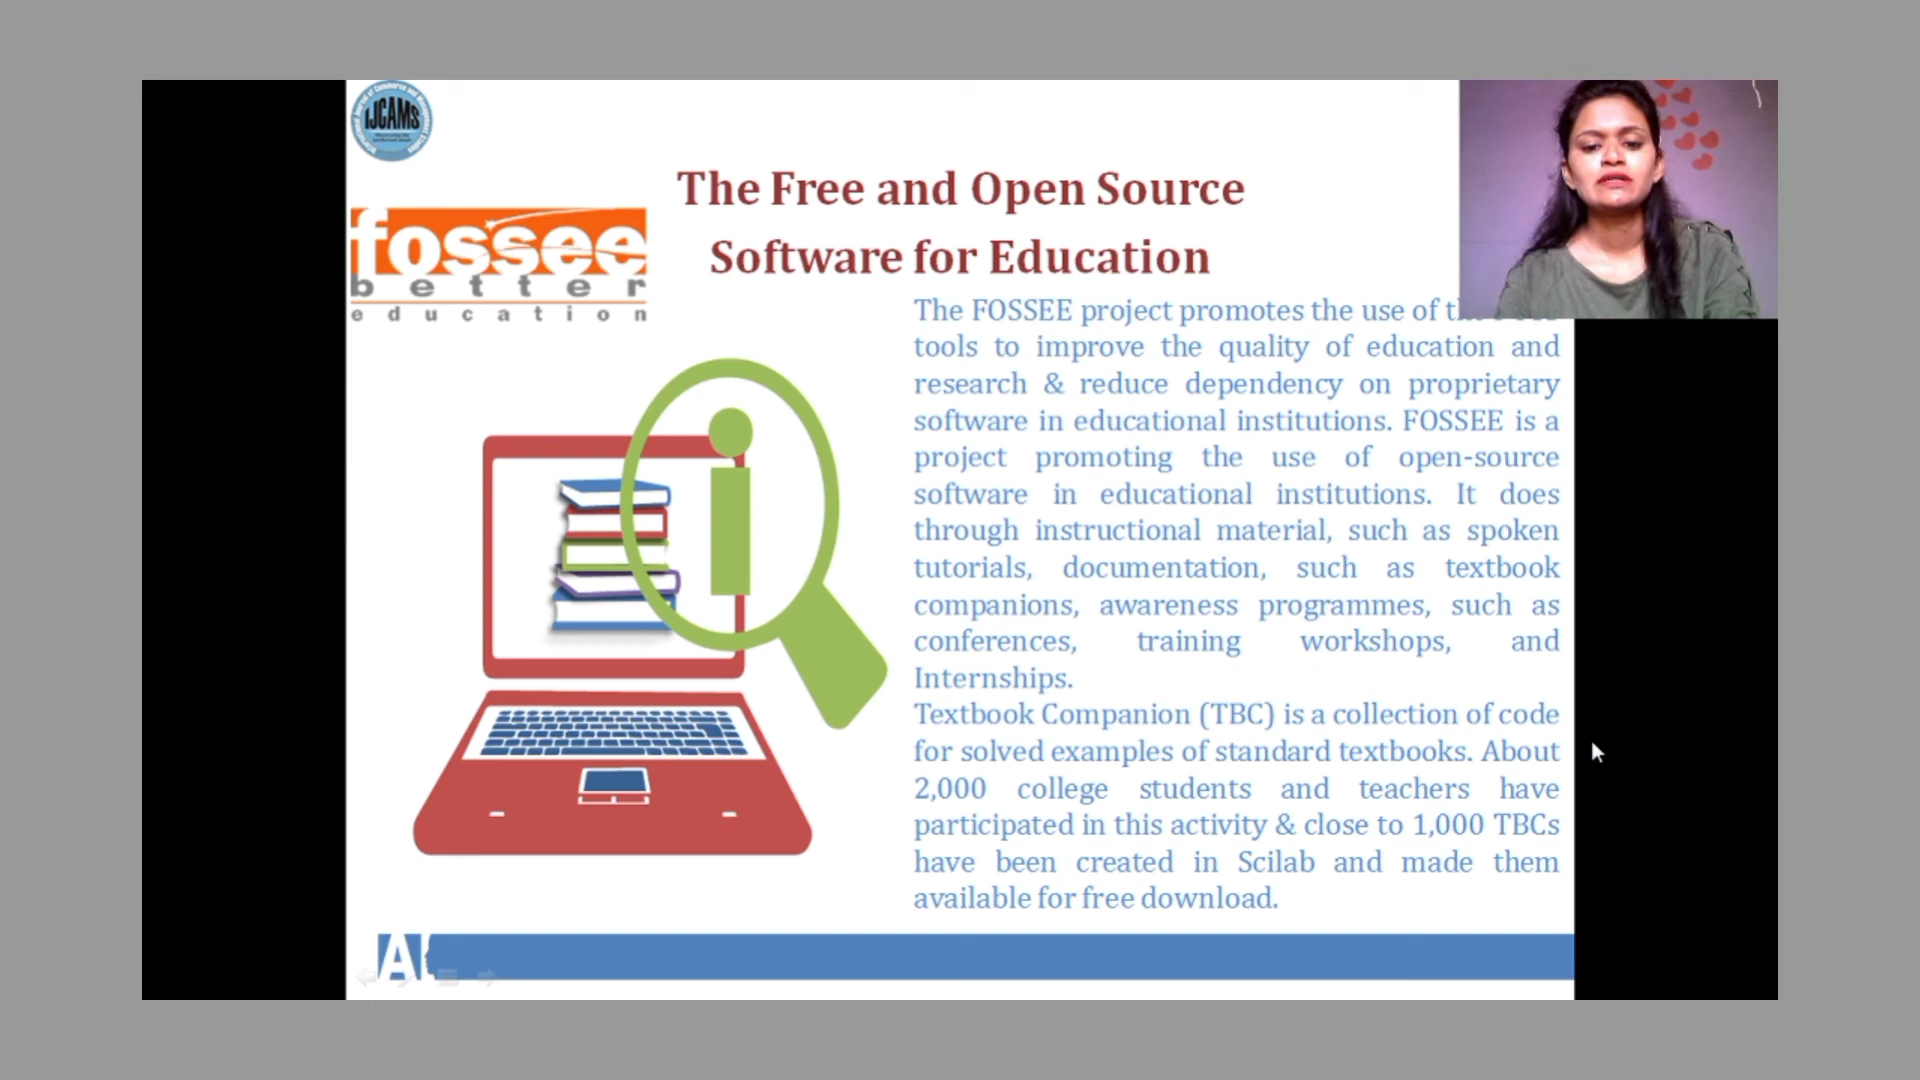 IJCAMS
The Free and Open Source
Software for Education
fossee
better
education
The FOSSEE project promotes the use of
tools to improve the quality of education and
research & reduce dependency on proprietary
software in educational institutions. FOSSEE is a
project promoting the use of open-source
software in educational institutions. It does
through instructional material, such as spoken
tutorials, documentation, such as textbook
companions, awareness programmes, such as
conferences, training workshops, and
Internships.
Textbook Companion (TBC) is a collection of code
for solved examples of standard textbooks. About
2,000 college students and teachers have
participated in this activity & close to 1,000 TBCs
have been created in Scilab and made them
available for free download.
i
A